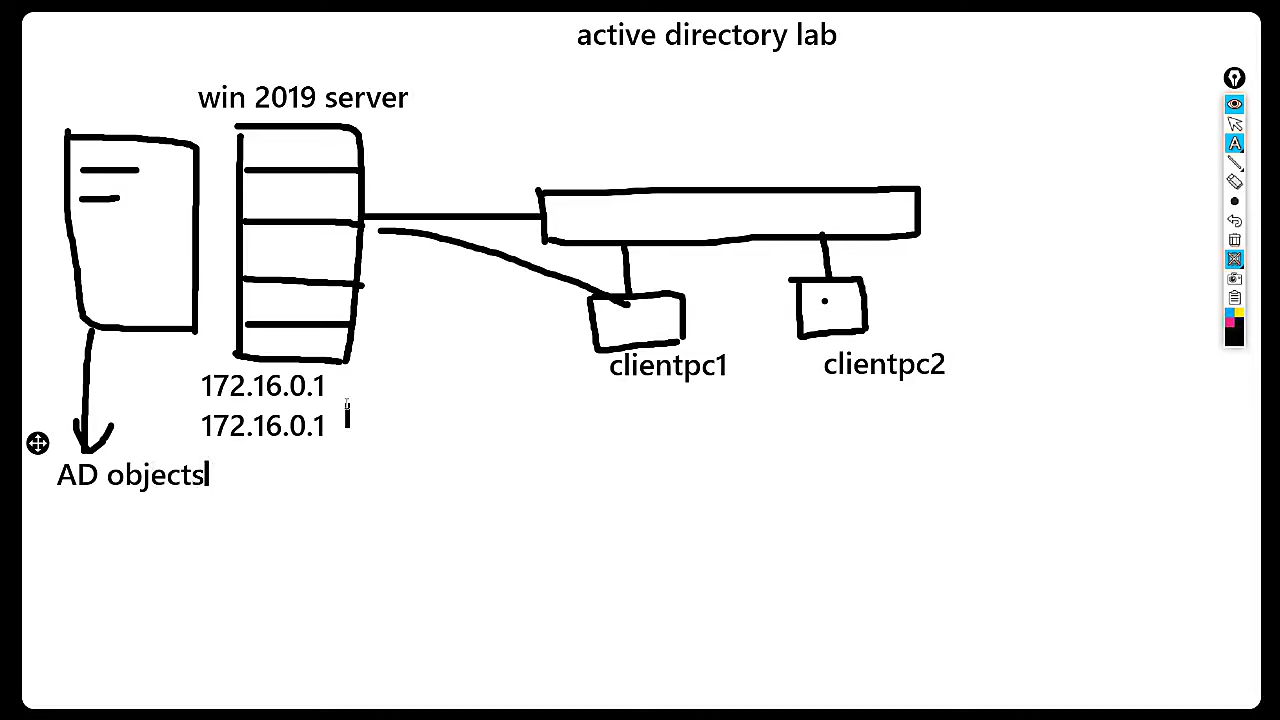 active directory lab
win 2019 server
clientpc1
clientpc2
172.16.0.1
172.16.0.1
AD objects